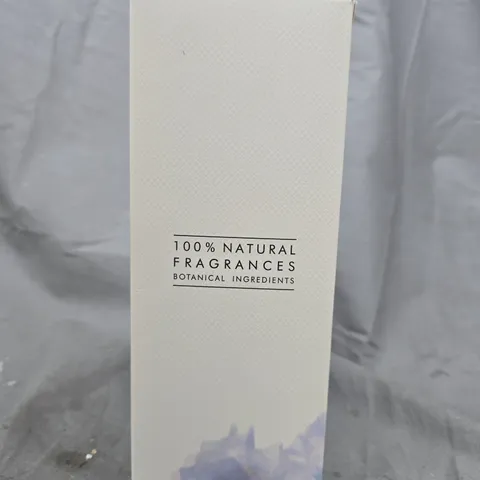 100% NATURAL
FRAGRANCES
BOTANICAL INGREDIENTS